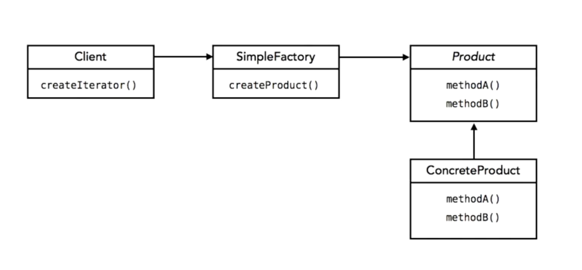 Client
createIterator()
SimpleFactory
createProduct()
Product
methodA()
methodB()
ConcreteProduct
methodA()
methodB()